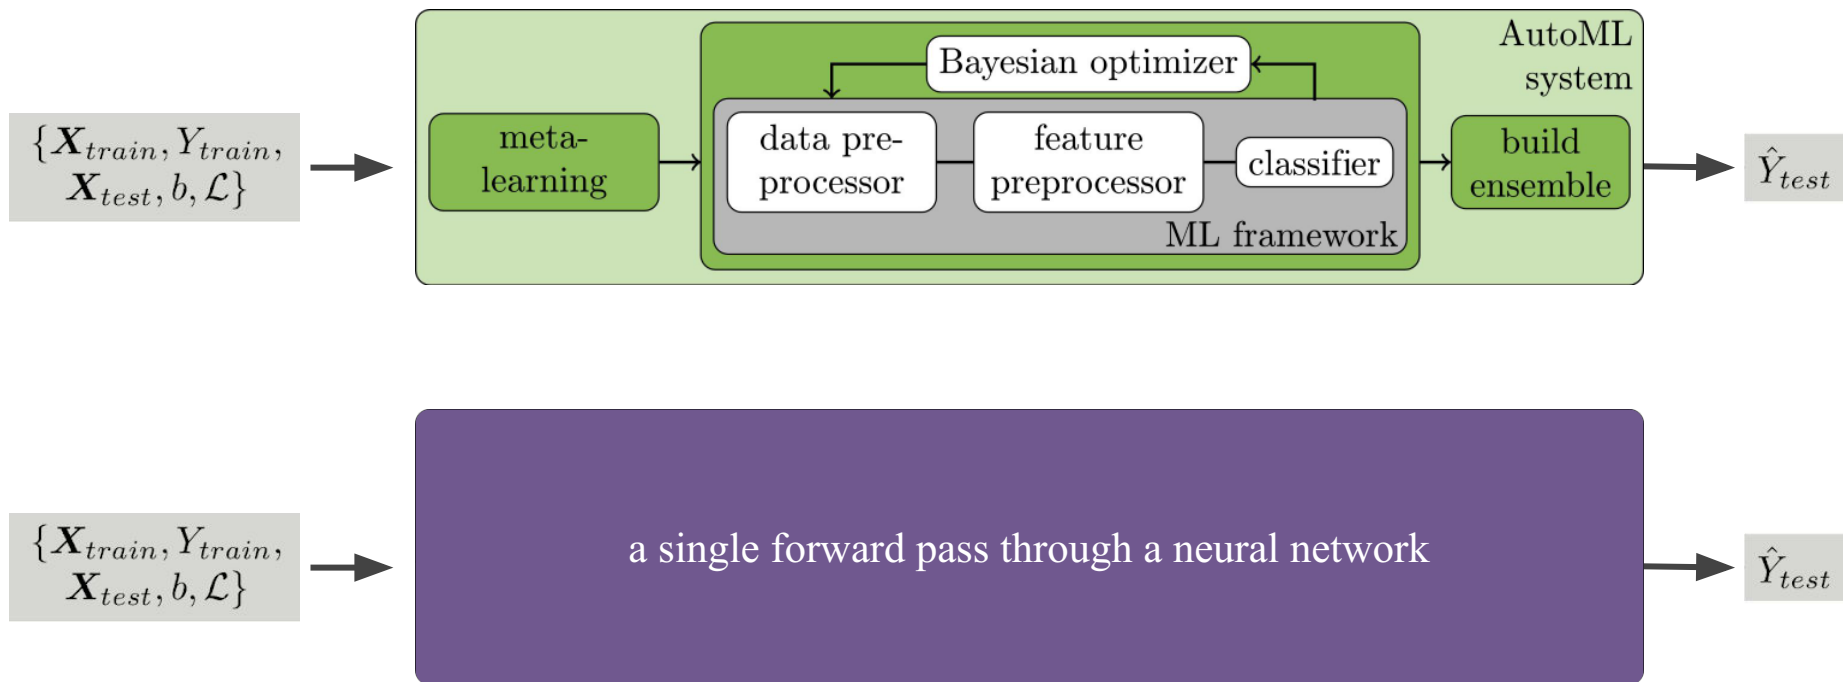 AutoML
system
Bayesian optimizer
{𝑿_train, Y_train,
𝑿_test, b, ℒ}
meta-
learning
data pre-
processor
feature
preprocessor
classifier
ML framework
build
ensemble
Ŷ_test
{𝑿_train, Y_train,
𝑿_test, b, ℒ}
a single forward pass through a neural network
Ŷ_test